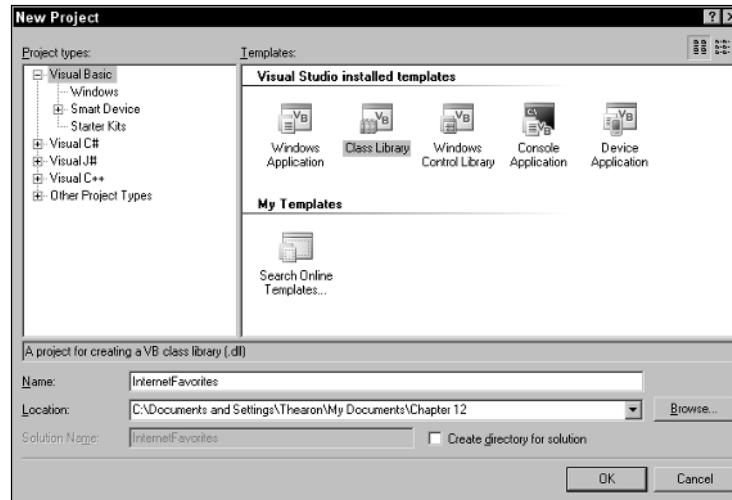 New Project
Project types:
Templates:
Visual Basic
Windows
Smart Device
Starter Kits
Visual C#
Visual J#
Visual C++
Other Project Types
Visual Studio installed templates
Windows
Application
Class Library
Windows
Control Library
Console
Application
Device
Application
My Templates
Search Online
Templates...
A project for creating a VB class library (.dll)
Name:
InternetFavorites
Location:
C:\Documents and Settings\Thearon\My Documents\Chapter 12
Browse...
Solution Name:
InternetFavorites
Create directory for solution
OK
Cancel